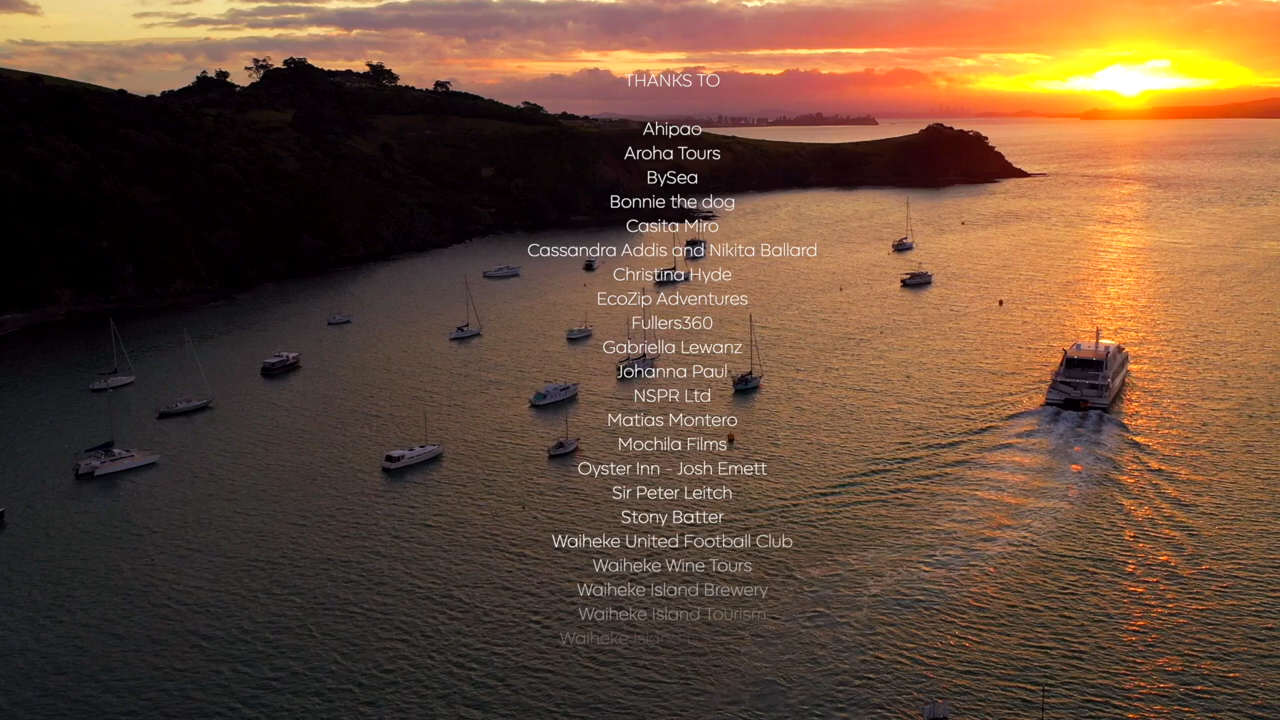 THANKS TO
Ahipao
Aroha Tours
BySea
Bonnie the dog
Casita Miro
Cassandra Addis and Nikita Ballard
Christina Hyde
EcoZip Adventures
Fullers360
Gabriella Lewanz
Johanna Paul
NSPR Ltd
Matias Montero
Mochila Films
Oyster Inn - Josh Emett
Sir Peter Leitch
Stony Batter
Waiheke United Football Club
Waiheke Wine Tours
Waiheke Island Brewery
Waiheke Island Tourism
Waiheke